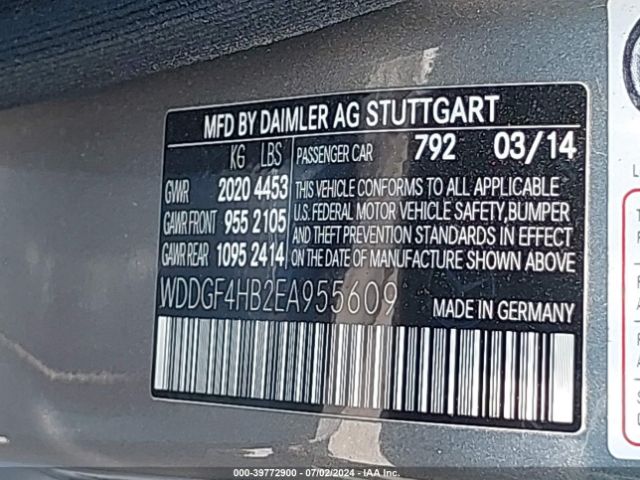 MFD BY DAIMLER AG STUTTGART
KG LBS PASSENGER CAR 792 03/14
GVWR 2020 4453
GAWR FRONT 955 2105
GAWR REAR 1095 2414
THIS VEHICLE CONFORMS TO ALL APPLICABLE
U.S. FEDERAL MOTOR VEHICLE SAFETY, BUMPER
AND THEFT PREVENTION STANDARDS IN EFFECT
ON THE DATE OF MANUFACTURE SHOWN ABOVE
WDDGF4HB2EA955609 MADE IN GERMANY
000-39772900 - 07/02/2024 - IAA Inc.